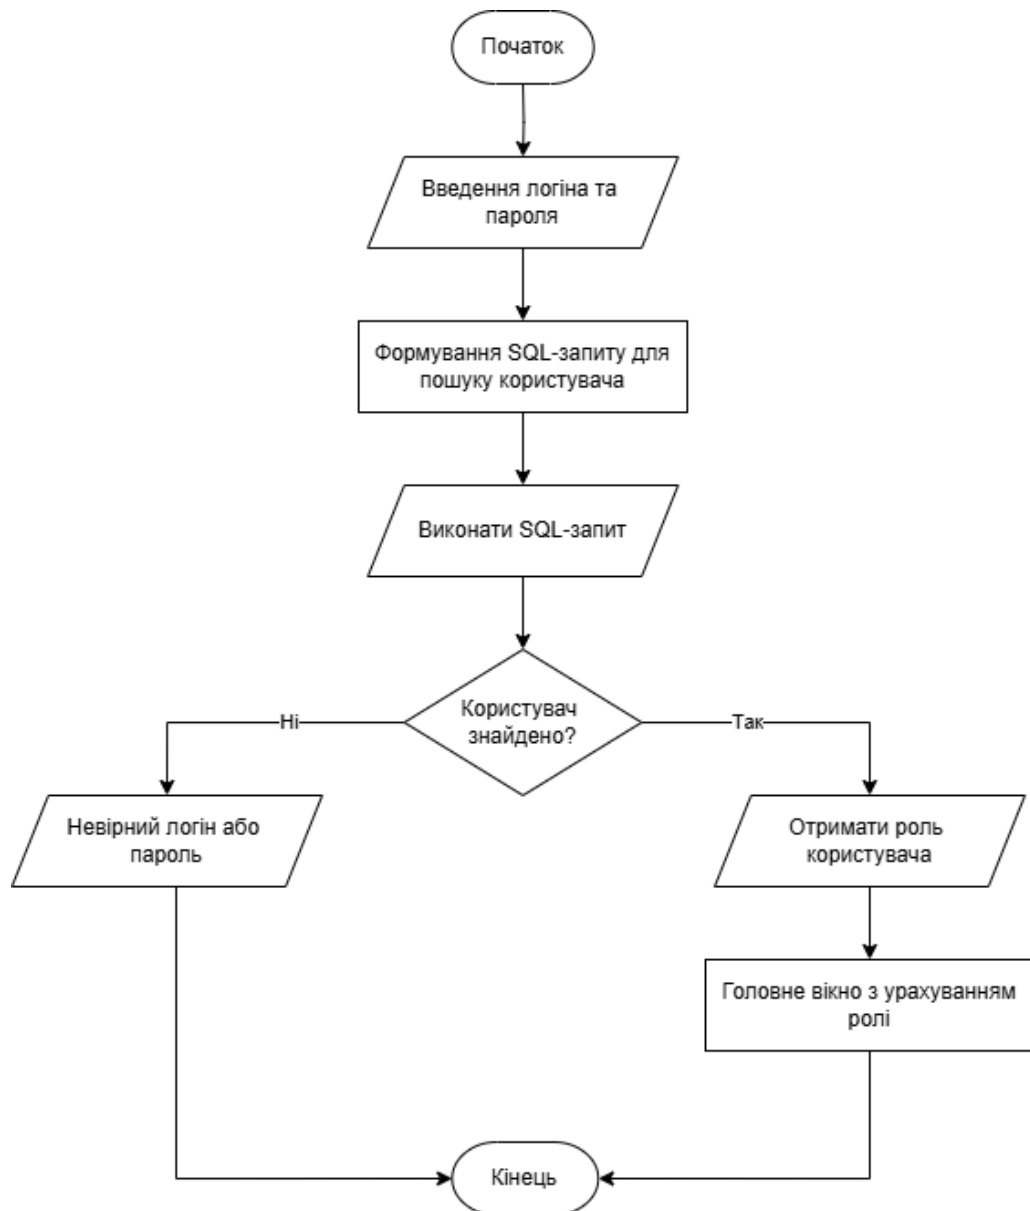 Початок
Введення логіна та
пароля
Формування SQL-запиту для
пошуку користувача
Виконати SQL-запит
Користувач
знайдено?
Ні
Так
Невірний логін або
пароль
Отримати роль
користувача
Головне вікно з урахуванням
ролі
Кінець